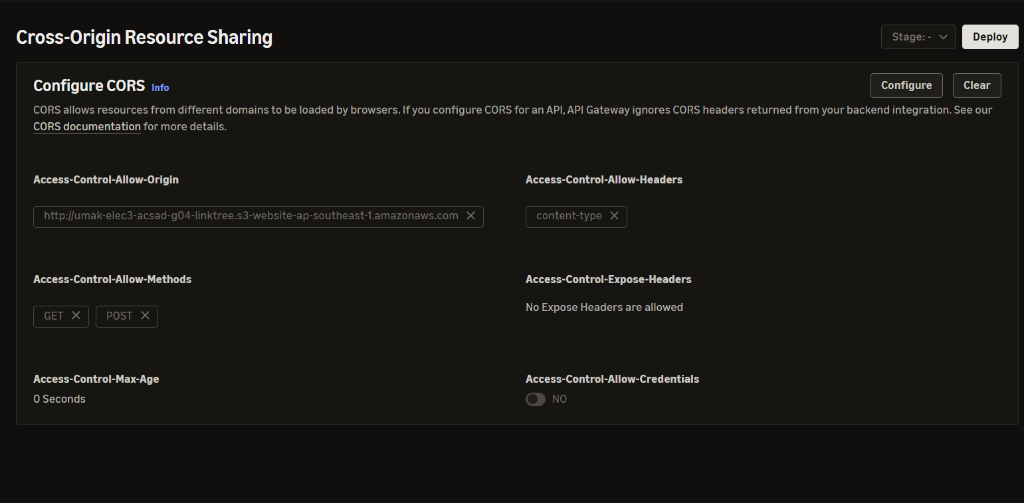 Cross-Origin Resource Sharing
Stage: -
Deploy
Configure CORS Info
Configure
Clear
CORS allows resources from different domains to be loaded by browsers. If you configure CORS for an API, API Gateway ignores CORS headers returned from your backend integration. See our
CORS documentation for more details.
Access-Control-Allow-Origin
http://umak-elec3-acsad-g04-linktree.s3-website-ap-southeast-1.amazonaws.com
Access-Control-Allow-Headers
content-type
Access-Control-Allow-Methods
GET
POST
Access-Control-Expose-Headers
No Expose Headers are allowed
Access-Control-Max-Age
0 Seconds
Access-Control-Allow-Credentials
NO